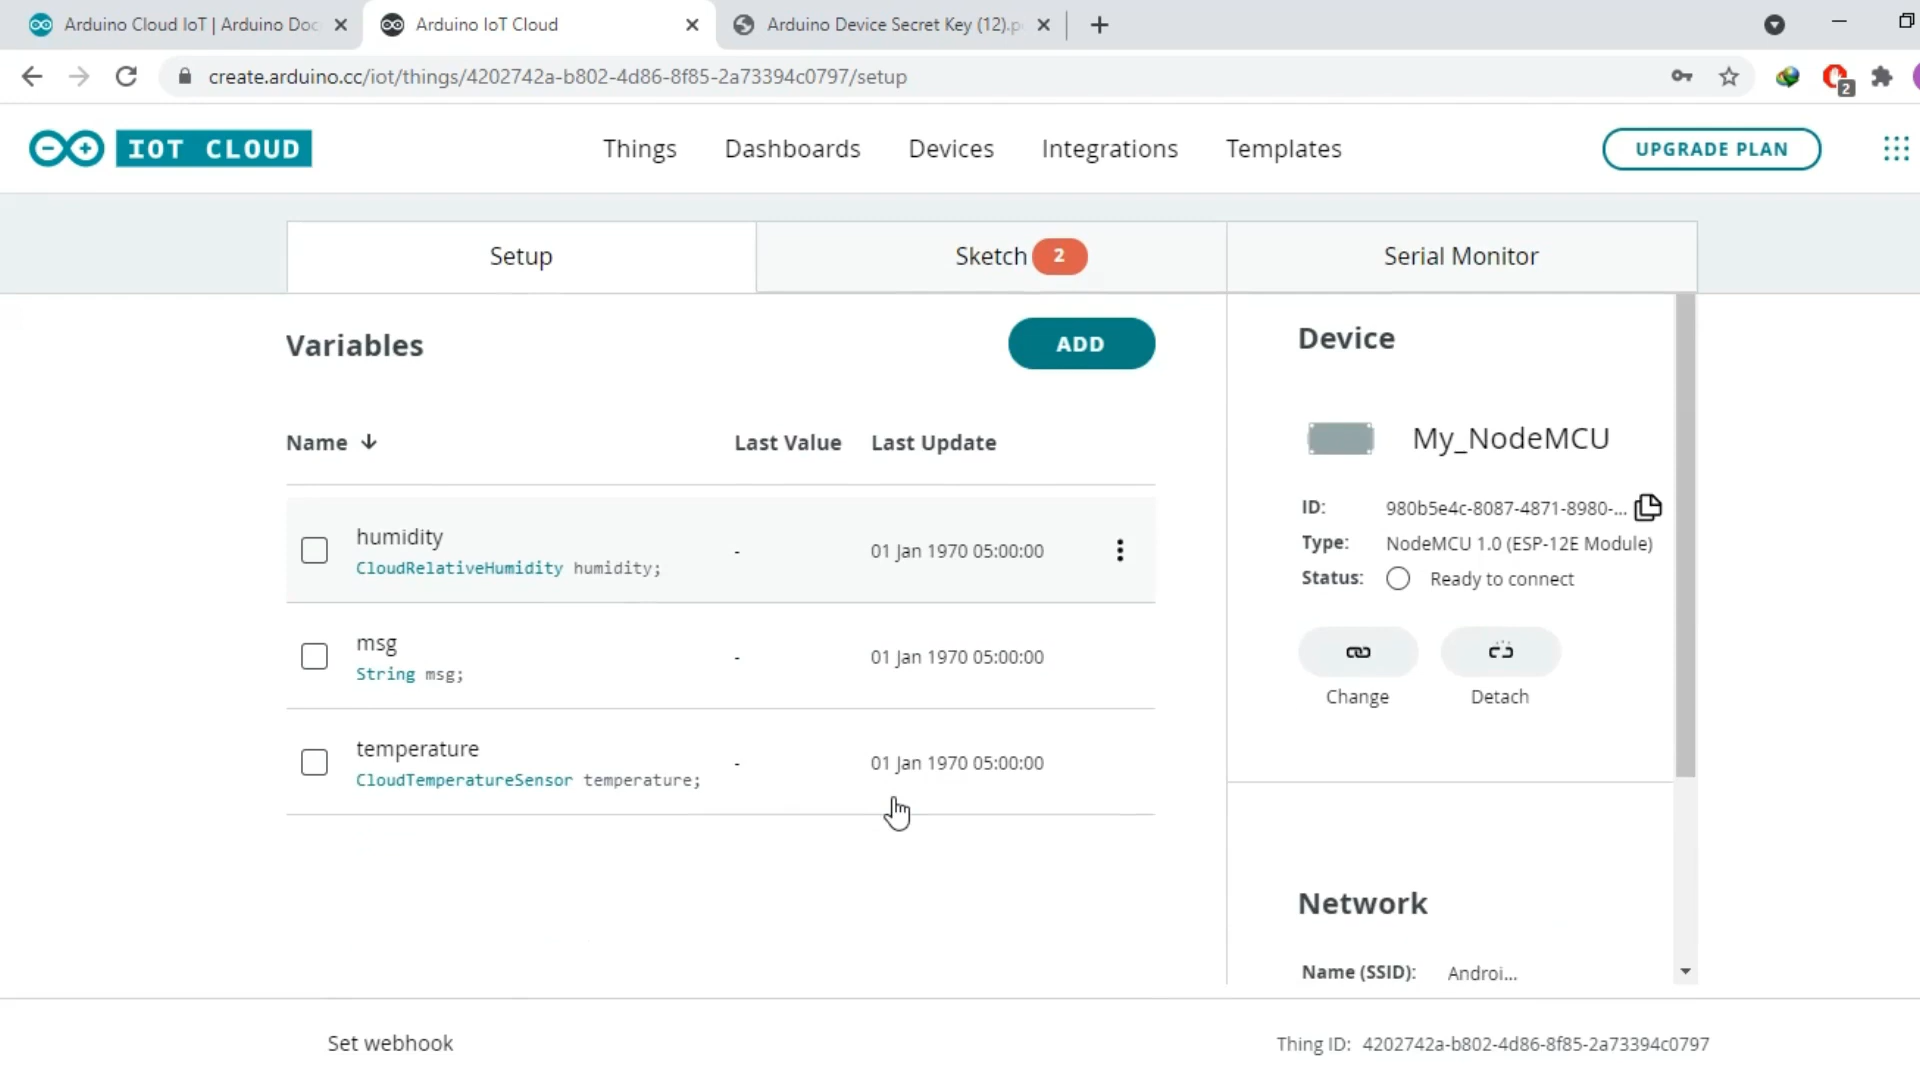 Arduino Cloud IoT | Arduino Doc
Arduino IoT Cloud
Arduino Device Secret Key (12).p
create.arduino.cc/iot/things/4202742a-b802-4d86-8f85-2a73394c0797/setup
2
IOT CLOUD
Things
Dashboards
Devices
Integrations
Templates
UPGRADE PLAN
Setup
Sketch 2
Serial Monitor
Variables
ADD
Name
Last Value
Last Update
humidity
CloudRelativeHumidity humidity;
-
01 Jan 1970 05:00:00
msg
String msg;
-
01 Jan 1970 05:00:00
temperature
CloudTemperatureSensor temperature;
-
01 Jan 1970 05:00:00
Device
My_NodeMCU
ID: 980b5e4c-8087-4871-8980-...
Type: NodeMCU 1.0 (ESP-12E Module)
Status: Ready to connect
Change
Detach
Network
Name (SSID): Androi...
Set webhook
Thing ID: 4202742a-b802-4d86-8f85-2a73394c0797